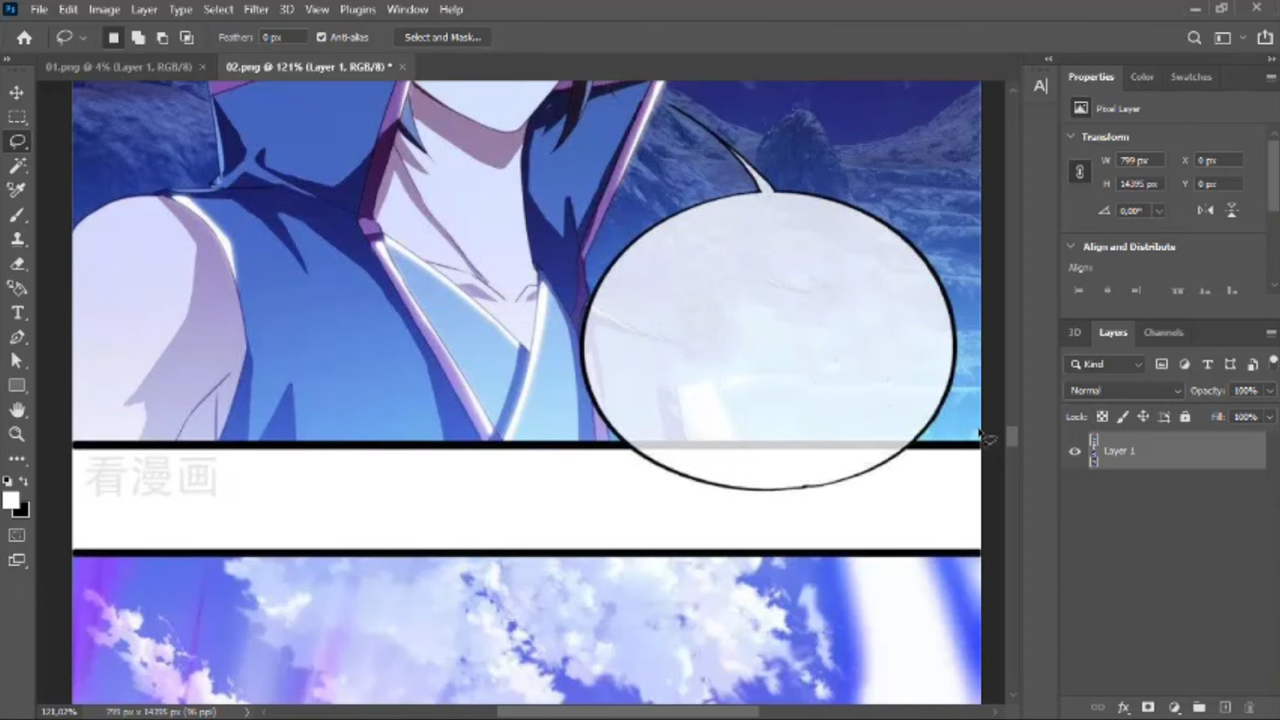 Ps File Edit Image Layer Type Select Filter 3D View Plugins Window Help
Feather: 0 px Anti-alias Select and Mask...
01.png @ 4% (Layer 1, RGB/8) × 02.png @ 121% (Layer 1, RGB/8) * ×
A|
Properties Color Swatches
Pixel Layer
Transform
W 799 px X 0 px
H 14395 px Y 0 px
0,00°
Align and Distribute
Align:
3D Layers Channels
Kind
Normal Opacity: 100%
Lock: Fill: 100%
Layer 1
看漫画
121,02% 799 px x 14395 px (96 ppi)